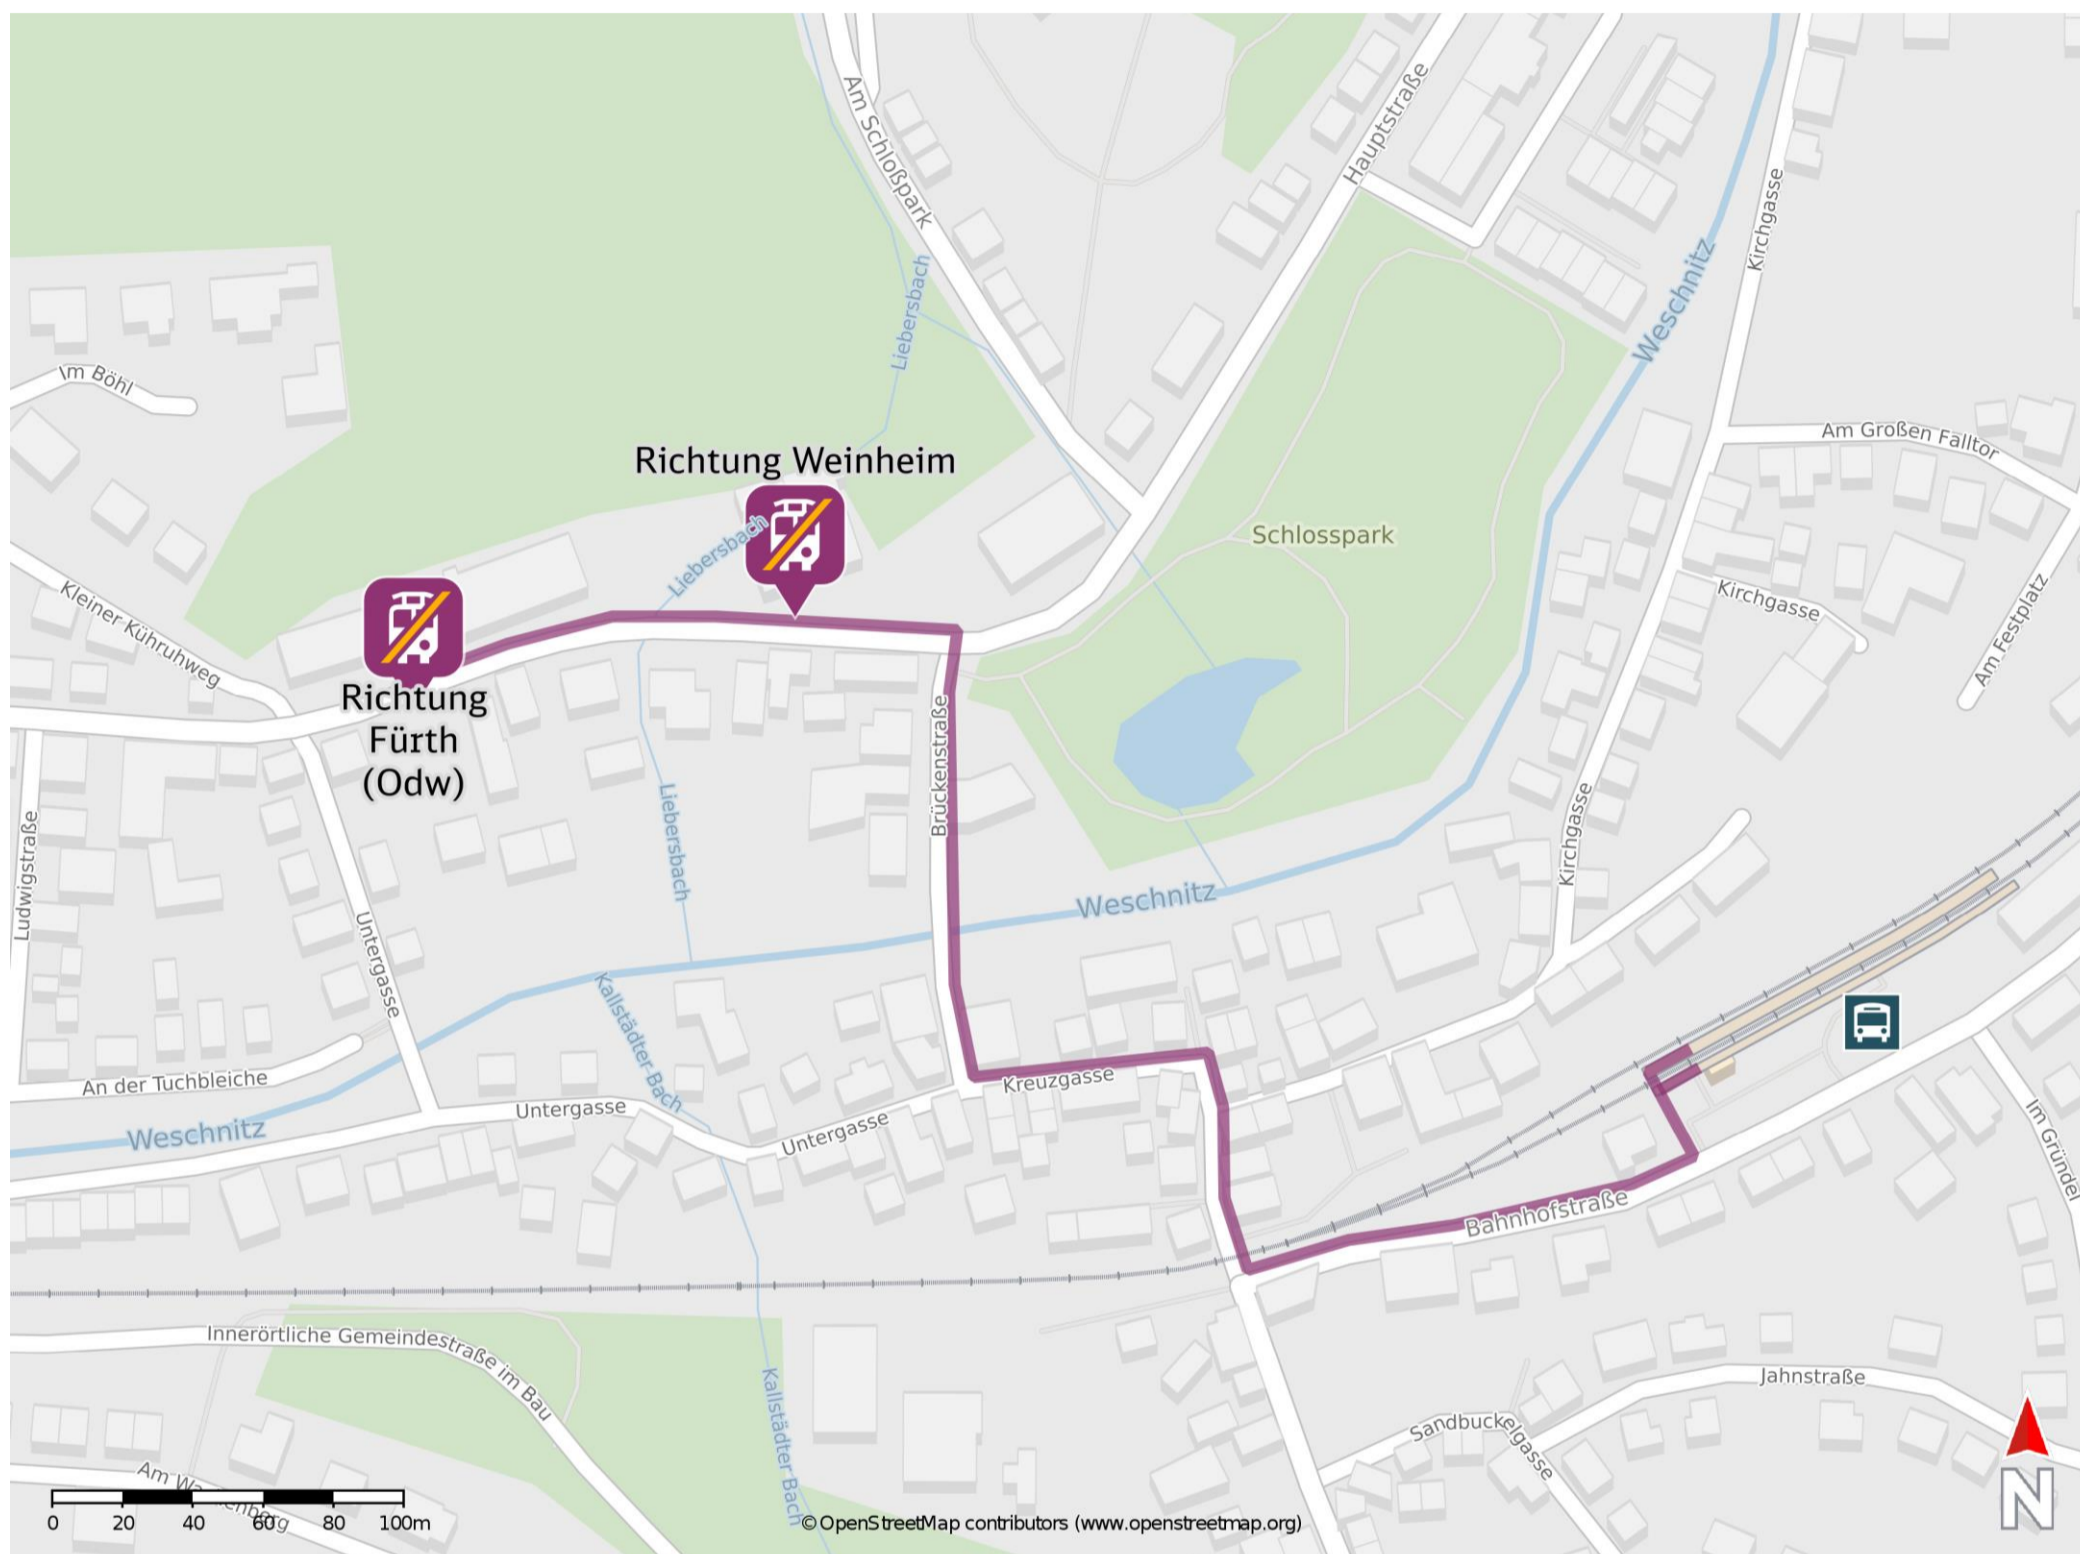 Am Schloßpark
Hauptstraße
Kirchgasse
Weschnitz
Liebersbach
Im Böhl
Am Großen Falltor
Richtung Weinheim
Schlosspark
Liebersbach
Kleiner Kühruhweg
Kirchgasse
Am Festplatz
Richtung
Fürth
(Odw)
Brückenstraße
Liebersbach
Ludwigstraße
Kirchgasse
Weschnitz
Untergasse
Kallstädter Bach
An der Tuchbleiche
Kreuzgasse
Untergasse
Untergasse
Weschnitz
Im Gründel
Bahnhofstraße
Innerörtliche Gemeindestraße im Bau
Jahnstraße
Kallstädter Bach
Sandbuckelgasse
Am
0 20 40 60 80 100m
© OpenStreetMap contributors (www.openstreetmap.org)
N